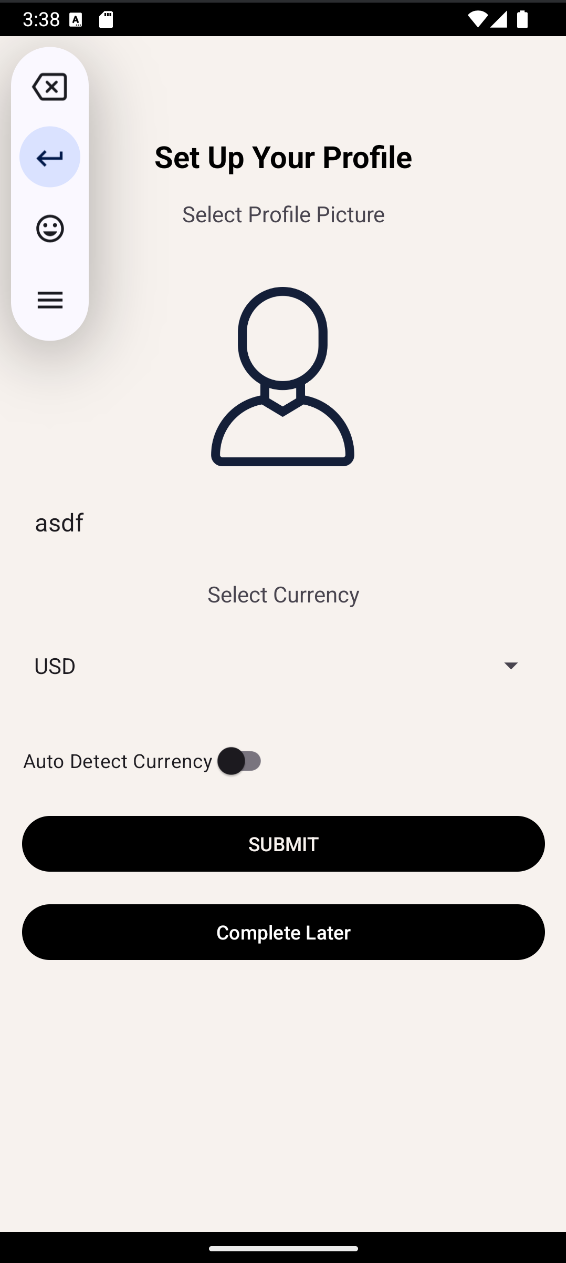 3:38
Set Up Your Profile
Select Profile Picture
asdf
Select Currency
USD
Auto Detect Currency
SUBMIT
Complete Later